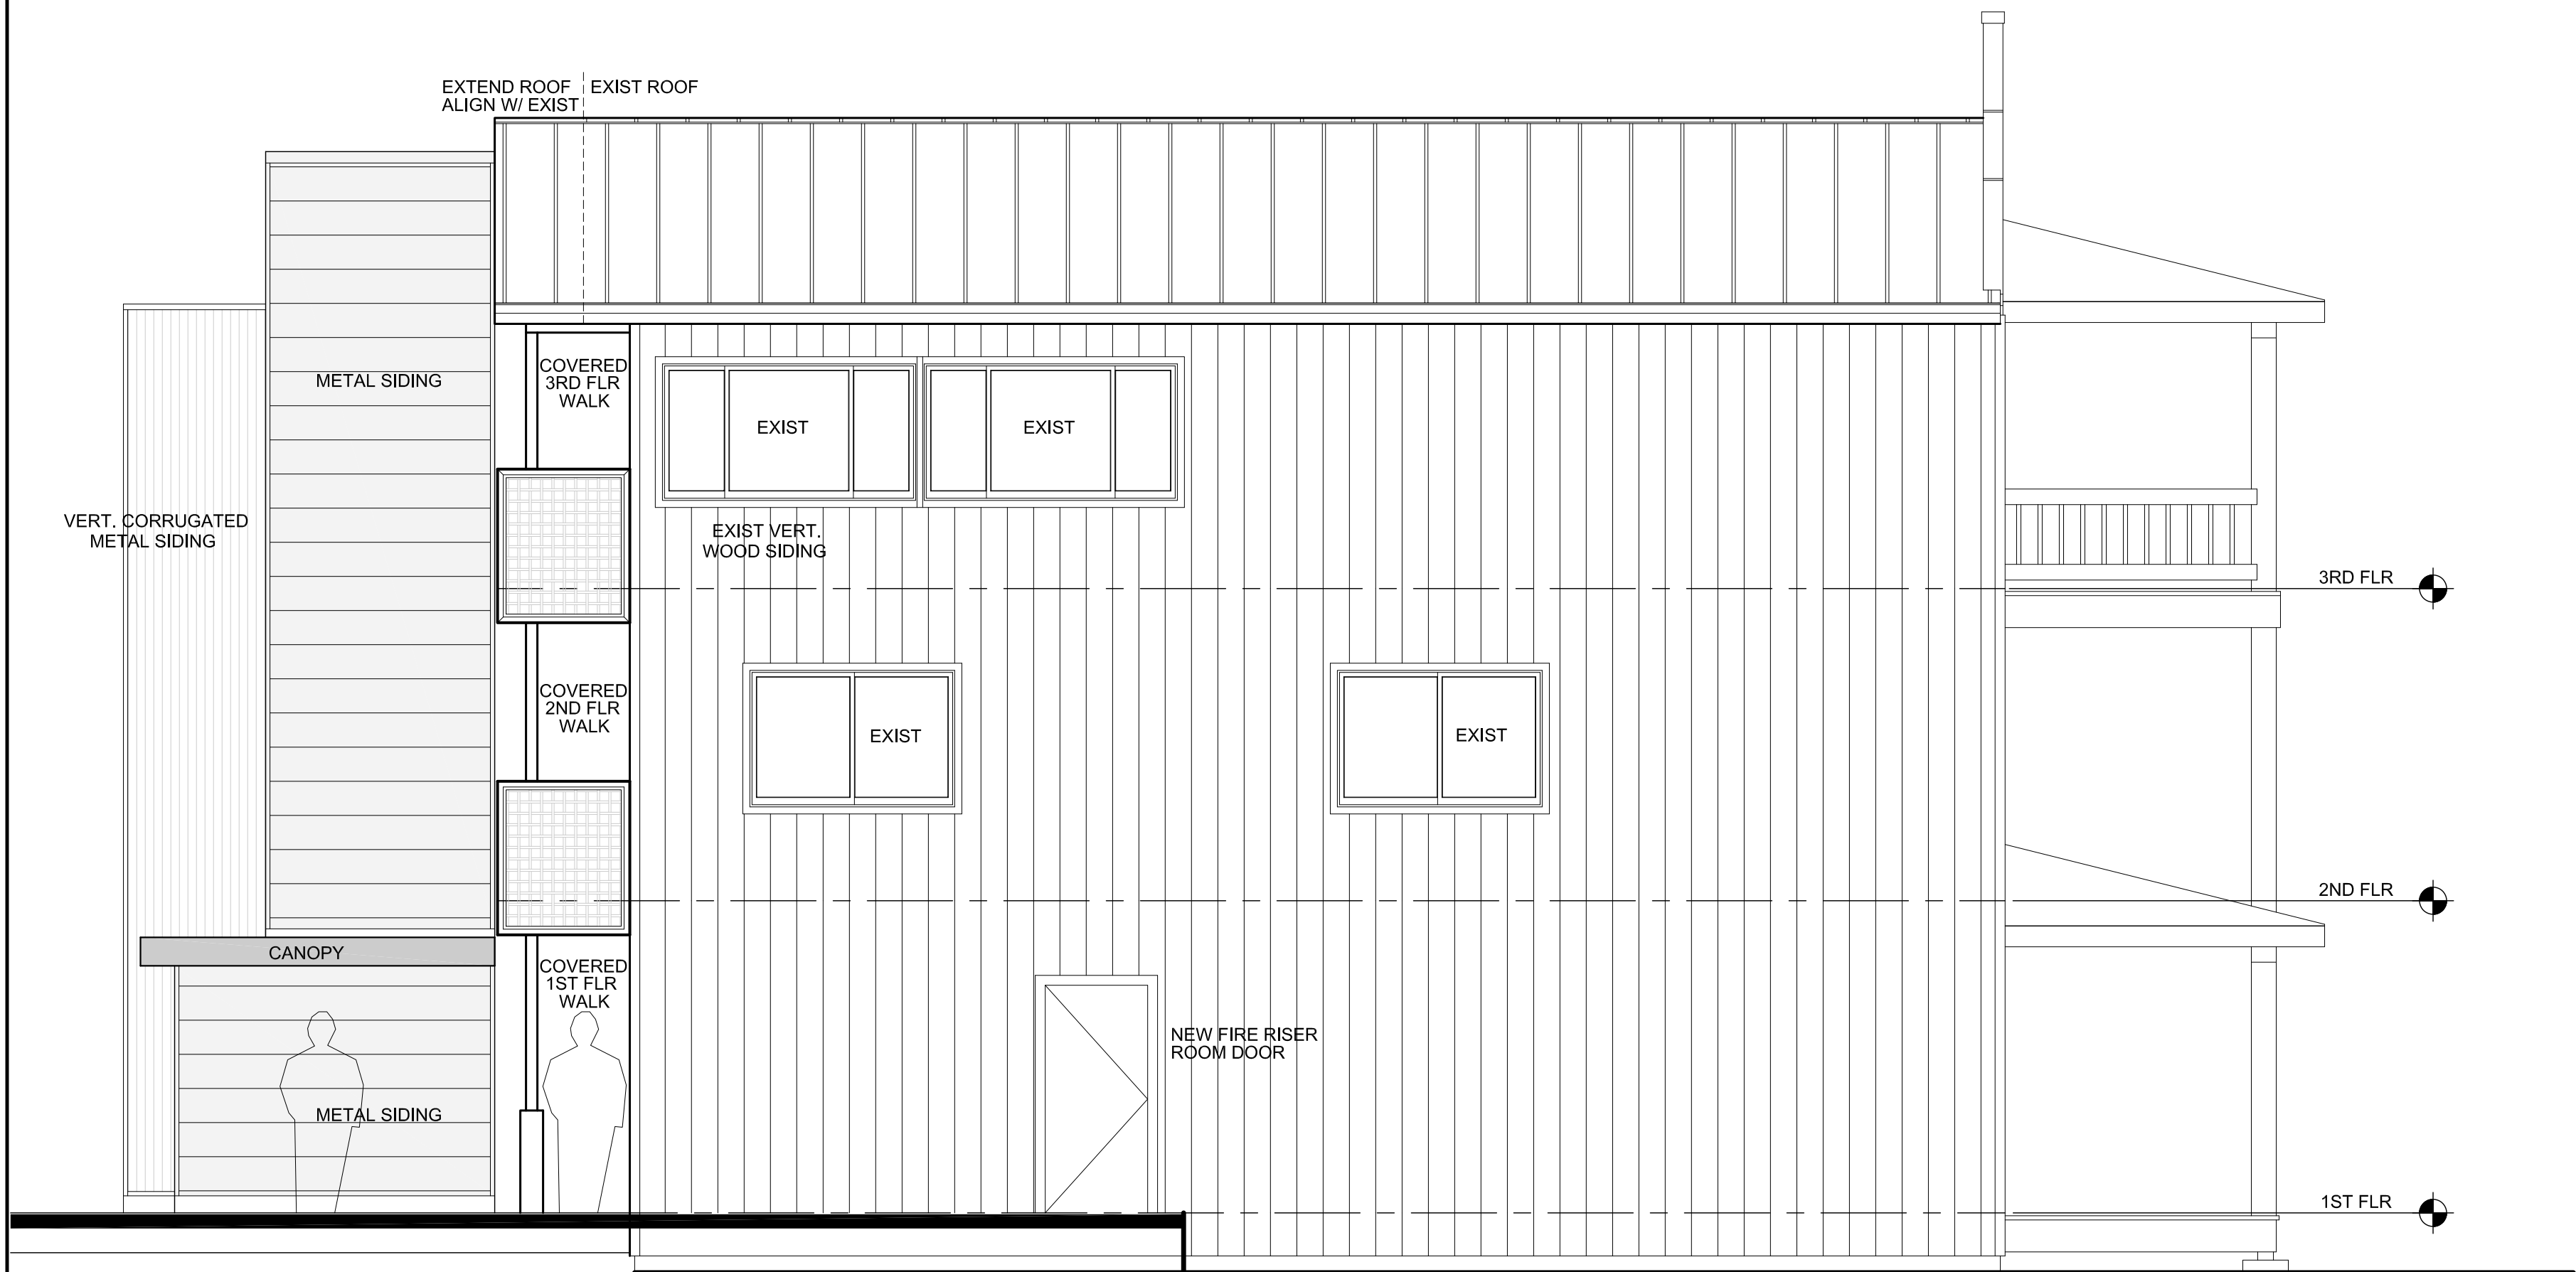 EXTEND ROOF
ALIGN W/ EXIST
EXIST ROOF
METAL SIDING
COVERED
3RD FLR
WALK
EXIST
EXIST
VERT. CORRUGATED
METAL SIDING
EXIST VERT.
WOOD SIDING
3RD FLR
COVERED
2ND FLR
WALK
EXIST
EXIST
2ND FLR
CANOPY
COVERED
1ST FLR
WALK
NEW FIRE RISER
ROOM DOOR
METAL SIDING
1ST FLR